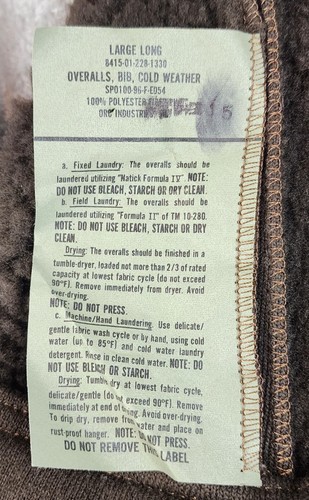 LARGE LONG
8415-01-228-1330
OVERALLS, BIB, COLD WEATHER
SPO100-96-F-E054
100% POLYESTER
ORC INDUSTRIES
5
a. Fixed Laundry: The overalls should be
laundered utilizing "Natick Formula IV". NOTE:
DO NOT USE BLEACH, STARCH OR DRY CLEAN.
b. Field Laundry: The overalls should be
laundered utilizing "Formula II" of TM 10-280.
NOTE: DO NOT USE BLEACH, STARCH OR DRY
CLEAN.
Drying: The overalls should be finished in a
tumble-dryer, loaded not more than 2/3 of rated
capacity at lowest fabric cycle (do not exceed
90°F). Remove immediately from dryer. Avoid
over-drying.
NOTE: DO NOT PRESS.
c. Machine/Hand Laundering. Use delicate/
gentle fabric wash cycle or by hand, using cold
water (up to 85°F) and cold water laundry
detergent. Rinse in clean cold water. NOTE: DO
NOT USE BLEACH OR STARCH.
Drying: Tumble dry at lowest fabric cycle,
delicate/gentle (do not exceed 90°F). Remove
immediately at end of drying. Avoid over-drying.
To drip dry, remove from water and place on
rust-proof hanger. NOTE: DO NOT PRESS.
DO NOT REMOVE THIS LABEL